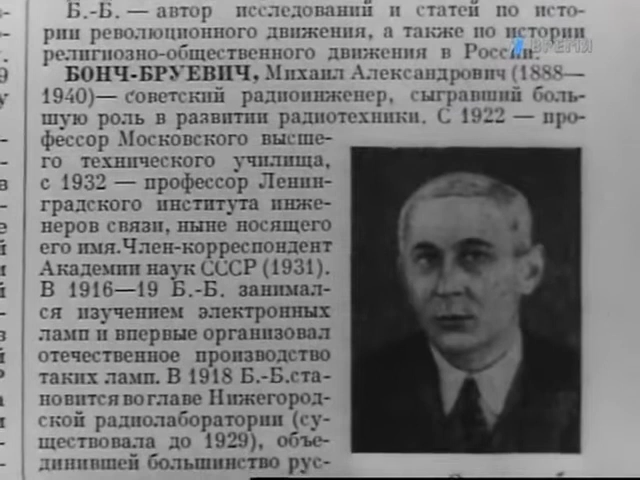 Б.-Б.— автор исследований и статей по исто-
рии революционного движения, а также по истории
религиозно-общественного движения в России.
ВРЕМЯ
БОНЧ-БРУЕВИЧ, Михаил Александрович (1888—
1940)— советский радиоинженер, сыгравший боль-
шую роль в развитии радиотехники. С 1922 — про-
фессор Московского высше-
го технического училища,
с 1932 — профессор Ленин-
градского института инже-
неров связи, ныне носящего
его имя. Член-корреспондент
Академии наук СССР (1931).
В 1916—19 Б.-Б. занимал-
ся изучением электронных
ламп и впервые организовал
отечественное производство
таких ламп. В 1918 Б.-Б. ста-
новится во главе Нижегород-
ской радиолаборатории (су-
ществовала до 1929), объе-
динившей большинство рус-